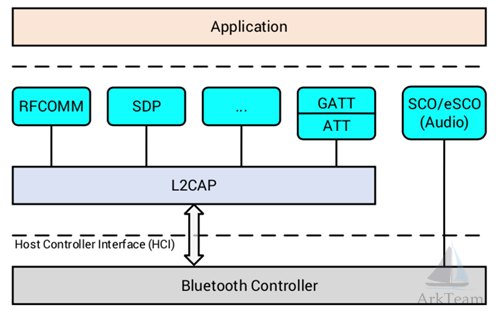 Application
RFCOMM
SDP
...
GATT
ATT
SCO/eSCO
(Audio)
L2CAP
Host Controller Interface (HCI)
Bluetooth Controller
ArkTeam